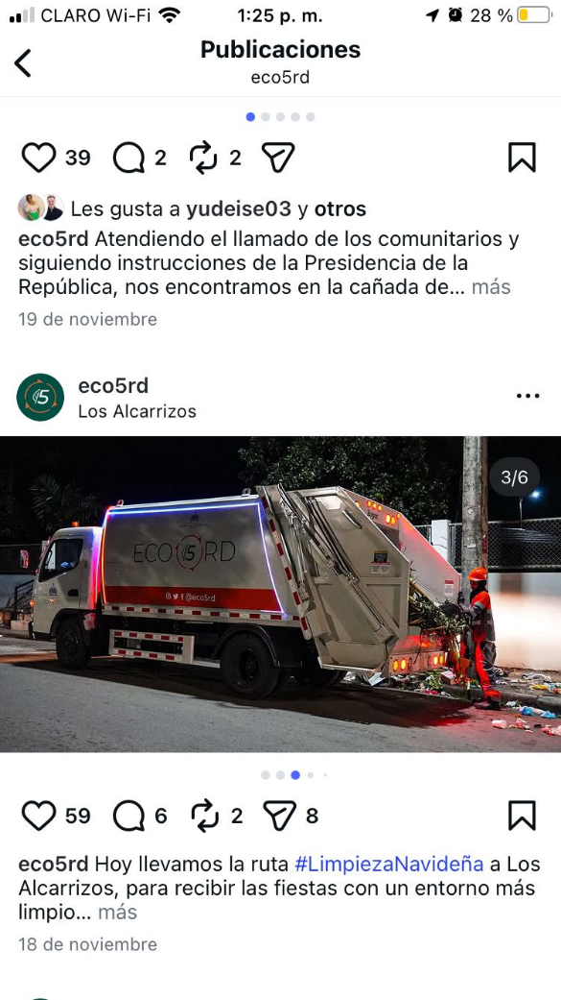 CLARO Wi-Fi 1:25 p. m. 28 %
Publicaciones
eco5rd
39 2 2
Les gusta a yudeise03 y otros
eco5rd Atendiendo el llamado de los comunitarios y
siguiendo instrucciones de la Presidencia de la
República, nos encontramos en la cañada de... más
19 de noviembre
eco5rd
Los Alcarrizos
3/6
ECO 5 RD
@eco5rd
59 6 2 8
eco5rd Hoy llevamos la ruta #LimpiezaNavideña a Los
Alcarrizos, para recibir las fiestas con un entorno más
limpio... más
18 de noviembre